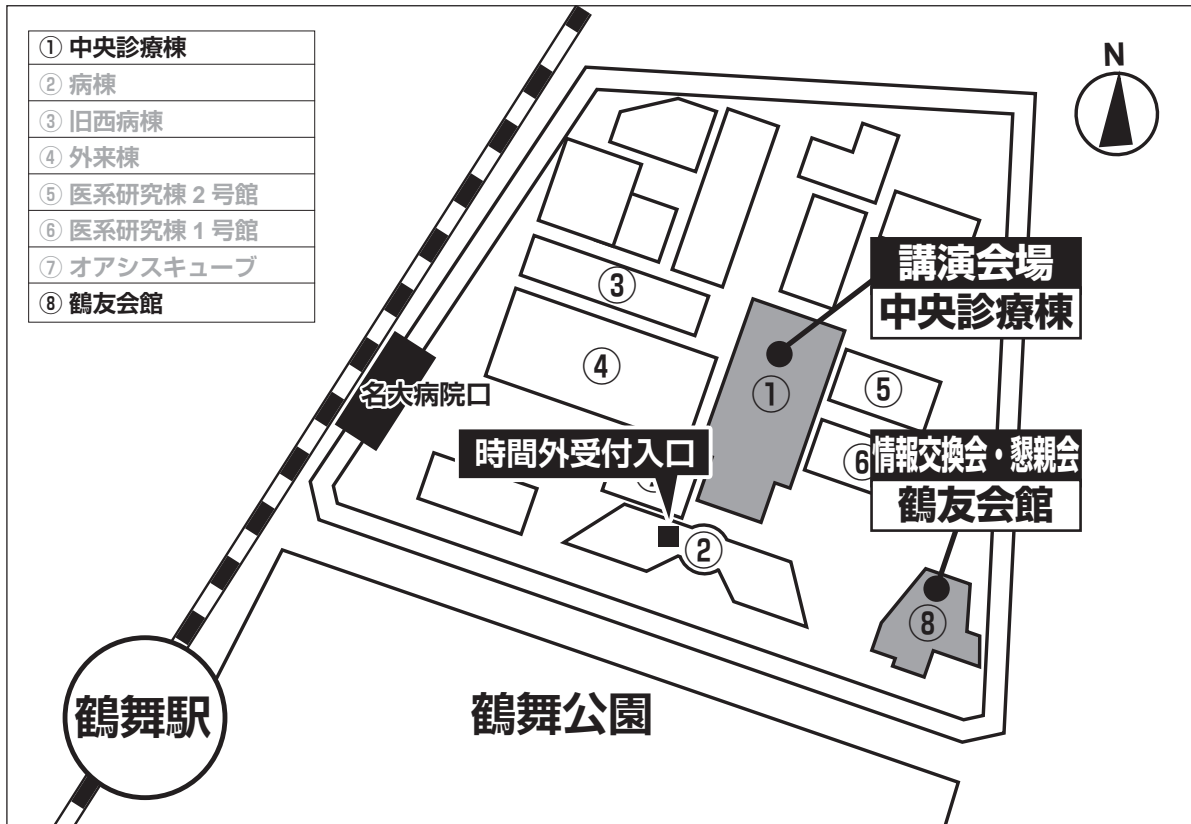 ① 中央診療棟
② 病棟
③ 旧西病棟
④ 外来棟
⑤ 医系研究棟 2 号館
⑥ 医系研究棟 1 号館
⑦ オアシスキューブ
⑧ 鶴友会館
N
講演会場
中央診療棟
③
④
①
⑤
名大病院口
時間外受付入口
⑥
情報交換会・懇親会
鶴友会館
②
⑧
鶴舞駅
鶴舞公園